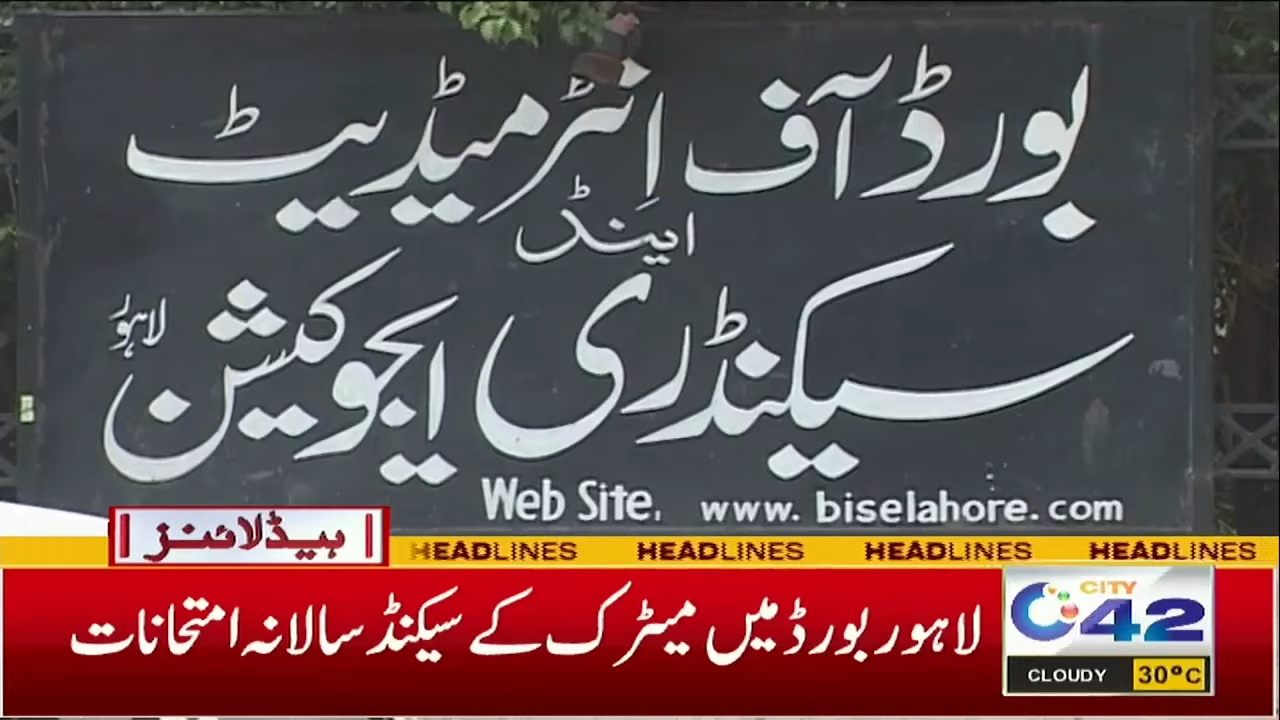 بورڈ آف اِنٹرمیڈیٹ
اینڈ
سیکنڈری ایجوکیشن لاہور
Web Site. www.biselahore.com
ہیڈلائنز
HEADLINES HEADLINES HEADLINES HEADLINES
لاہور بورڈ میں میٹرک کے سیکنڈ سالانہ امتحانات
CITY
42
CLOUDY 30°C